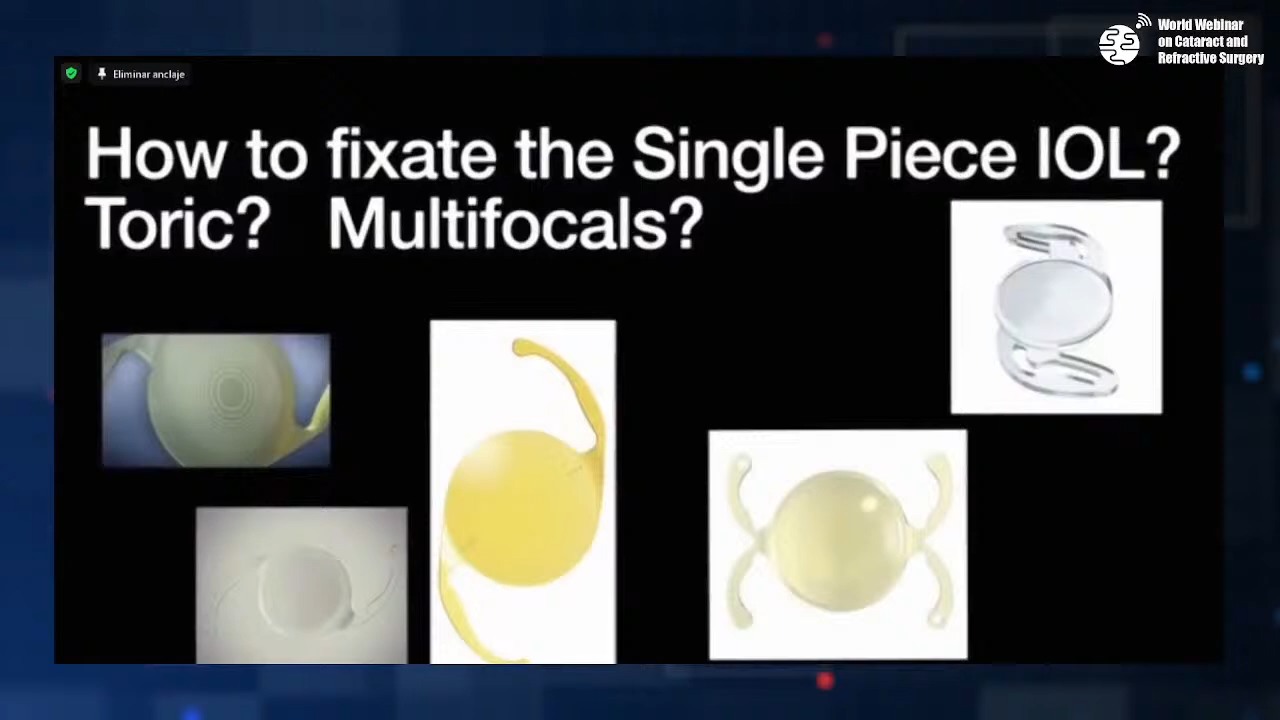 World Webinar
on Cataract and
Refractive Surgery
Eliminar anclaje
How to fixate the Single Piece IOL?
Toric? Multifocals?